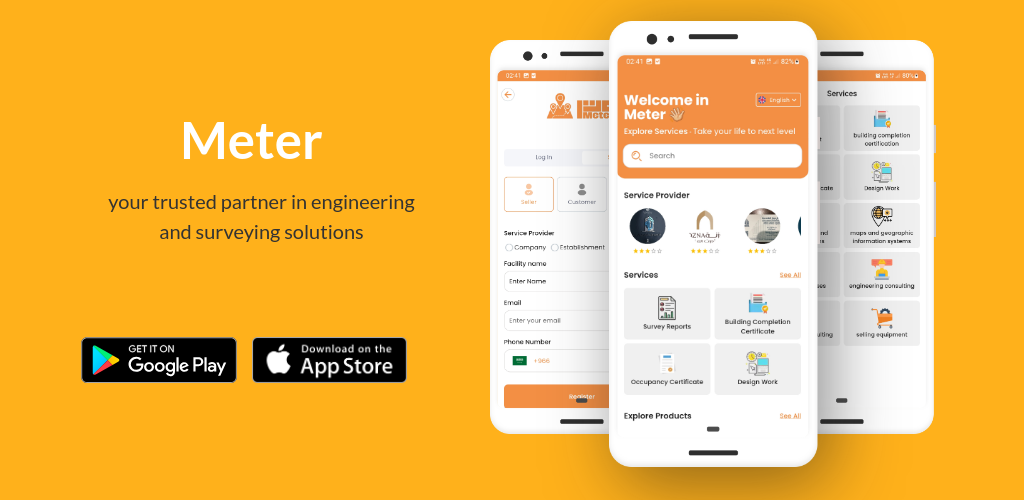 Meter
your trusted partner in engineering
and surveying solutions
GET IT ON
Google Play
Download on the
App Store
02:41
Meter
Log In
Seller
Customer
Service Provider
Company
Establishment
Facility name
Enter Name
Email
Enter your email
Phone Number
+966
Register
02:41
82%
Welcome in
Meter
English
Explore Services - Take your life to next level
Search
Service Provider
Services
See All
Survey Reports
Building Completion
Certificate
Occupancy Certificate
Design Work
Explore Products
See All
80%
Services
building completion
certification
Design Work
maps and geographic
information systems
engineering consulting
selling equipment